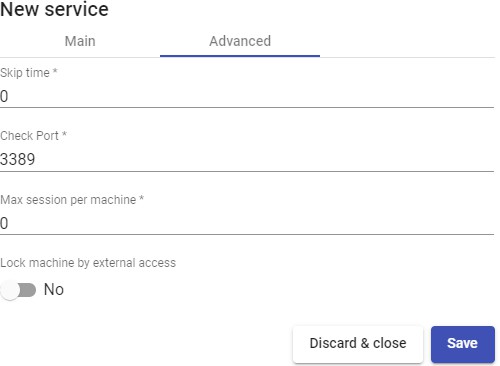 New service
Main Advanced
Skip time *
0
Check Port *
3389
Max session per machine *
0
Lock machine by external access
No
Discard & close Save